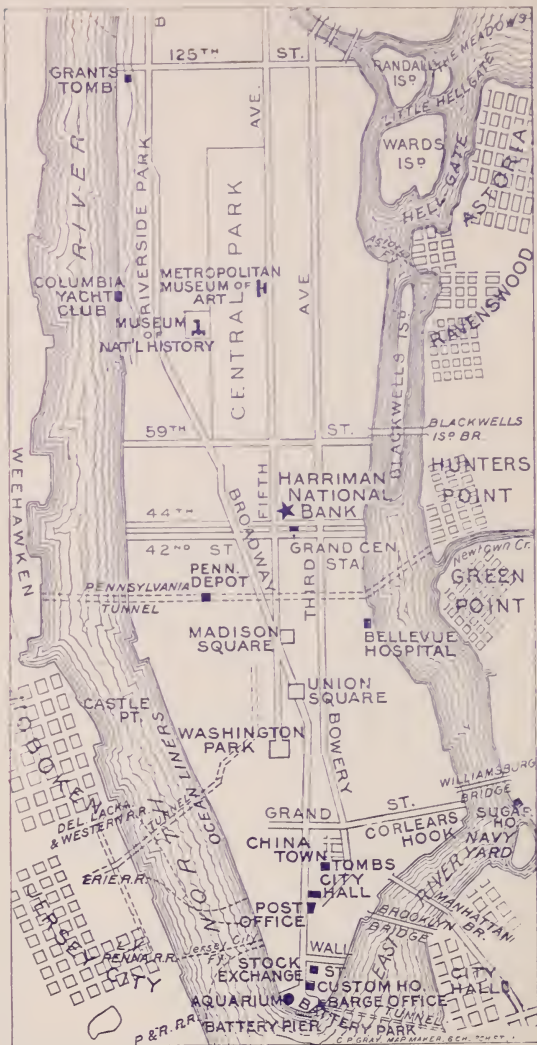 125TH ST.
GRANTS
TOMB
RIVER
RIVERSIDE PARK
AVE.
RANDALL
ISD
LITTLE HELLGATE
WARDS
ISD
HELL GATE
ASTORIA
COLUMBIA
YACHT
CLUB
METROPOLITAN
MUSEUM OF
ART
MUSEUM
OF
NAT'L HISTORY
CENTRAL PARK
AVE
RAVENSWOOD
BLACKWELLS ISD
59TH ST.
BLACKWELLS
ISD BR.
WEEHAWKEN
BROADWAY
FIFTH
HARRIMAN
NATIONAL
BANK
HUNTERS
POINT
44TH
42ND ST
GRAND CEN.
STA.
Newtown Cr.
PENNSYLVANIA
TUNNEL
PENN.
DEPOT
THIRD
GREEN
POINT
MADISON
SQUARE
BELLEVUE
HOSPITAL
UNION
SQUARE
CASTLE
PT.
WASHINGTON
PARK
BOWERY
HOBOKEN
OCEAN LINERS
DEL. LACKA.
& WESTERN R.R.
TUNNEL
WILLIAMSBURG
BRIDGE
GRAND ST.
CORLEARS
HOOK
SUGAR
HO.
NAVY
YARD
CHINA
TOWN
TOMBS
CITY
HALL
ERIE R.R.
NORTH
POST
OFFICE
EAST RIVER
MANHATTAN
BROOKLYN BR.
BRIDGE
JERSEY CITY
PENNA. R.R.
Jersey City
Fy
WALL
ST.
STOCK
EXCHANGE
CITY
HALL
CUSTOM HO.
BARGE OFFICE
AQUARIUM
TUNNEL
P & R. R.R.
BATTERY PIER
BATTERY PARK
C.P. GRAY, MAP MAKER,